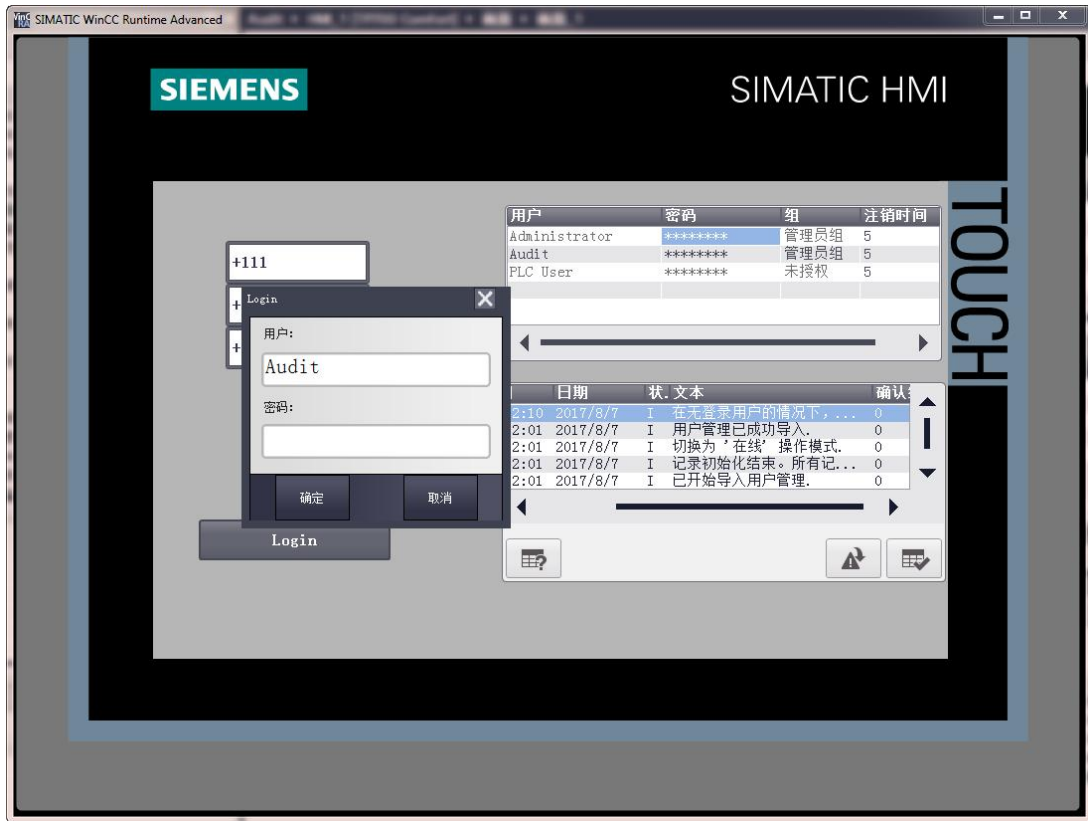 SIMATIC WinCC Runtime Advanced
SIEMENS
SIMATIC HMI
TOUCH
用户 密码 组 注销时间
Administrator ******** 管理员组 5
Audit ******** 管理员组 5
PLC User ******** 未授权 5
+111
+
+
Login
用户:
Audit
密码:
确定 取消
Login
日期 状. 文本 确认
2:10 2017/8/7 I 在无登录用户的情况下，... 0
2:01 2017/8/7 I 用户管理已成功导入. 0
2:01 2017/8/7 I 切换为 '在线' 操作模式. 0
2:01 2017/8/7 I 记录初始化结束。所有记... 0
2:01 2017/8/7 I 已开始导入用户管理. 0